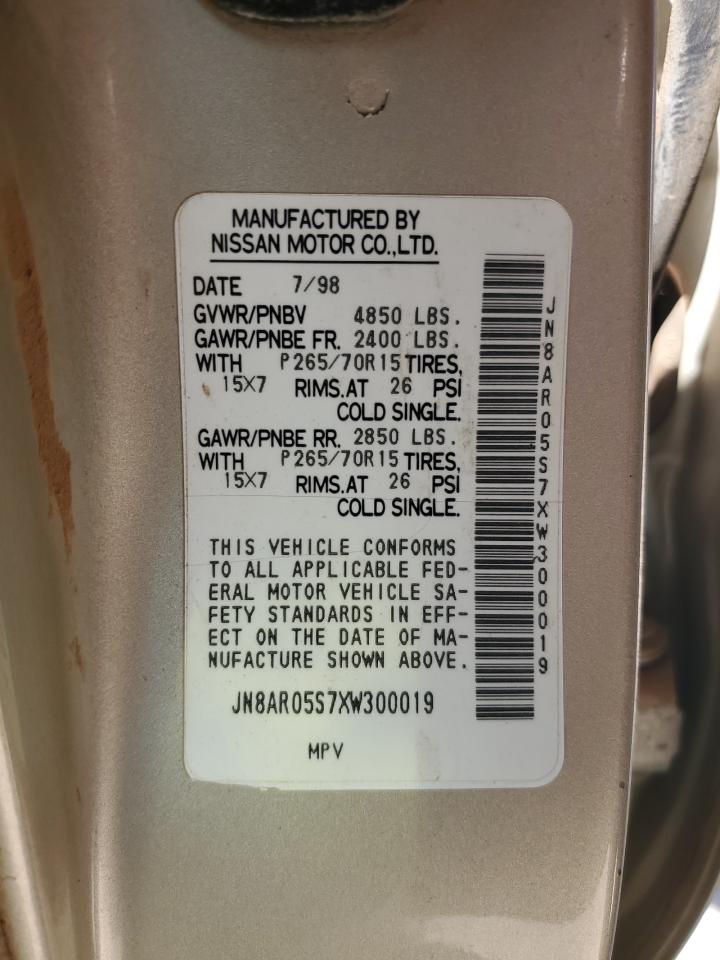 MANUFACTURED BY
NISSAN MOTOR CO.,LTD.
DATE 7/98
GVWR/PNBV 4850 LBS.
GAWR/PNBE FR. 2400 LBS.
WITH P265/70R15 TIRES,
15X7 RIMS.AT 26 PSI
COLD SINGLE.
GAWR/PNBE RR. 2850 LBS.
WITH P265/70R15 TIRES,
15X7 RIMS.AT 26 PSI
COLD SINGLE.
THIS VEHICLE CONFORMS
TO ALL APPLICABLE FED-
ERAL MOTOR VEHICLE SA-
FETY STANDARDS IN EFF-
ECT ON THE DATE OF MA-
NUFACTURE SHOWN ABOVE.
JN8AR05S7XW300019
MPV
JN8AR05S7XW300019